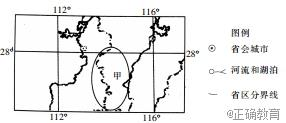 112°
116°
图例
28°
28°
省会城市
甲
河流和湖泊
省区分界线
112°
116°
@正确教育